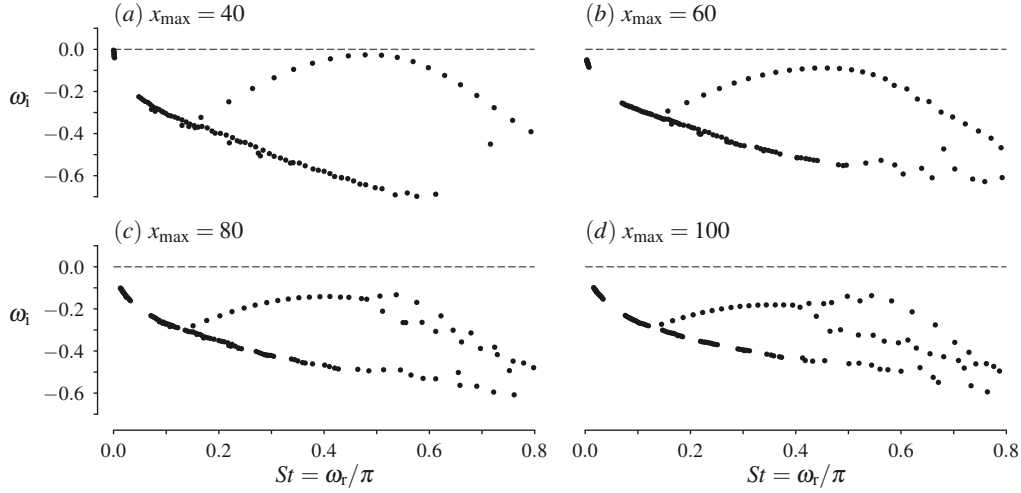 (a) x_max = 40
(b) x_max = 60
0.0
−0.2
ω_i
−0.4
−0.6
(c) x_max = 80
(d) x_max = 100
0.0
−0.2
ω_i
−0.4
−0.6
0.0 0.2 0.4 0.6 0.8
0.0 0.2 0.4 0.6 0.8
St = ω_r/π
St = ω_r/π